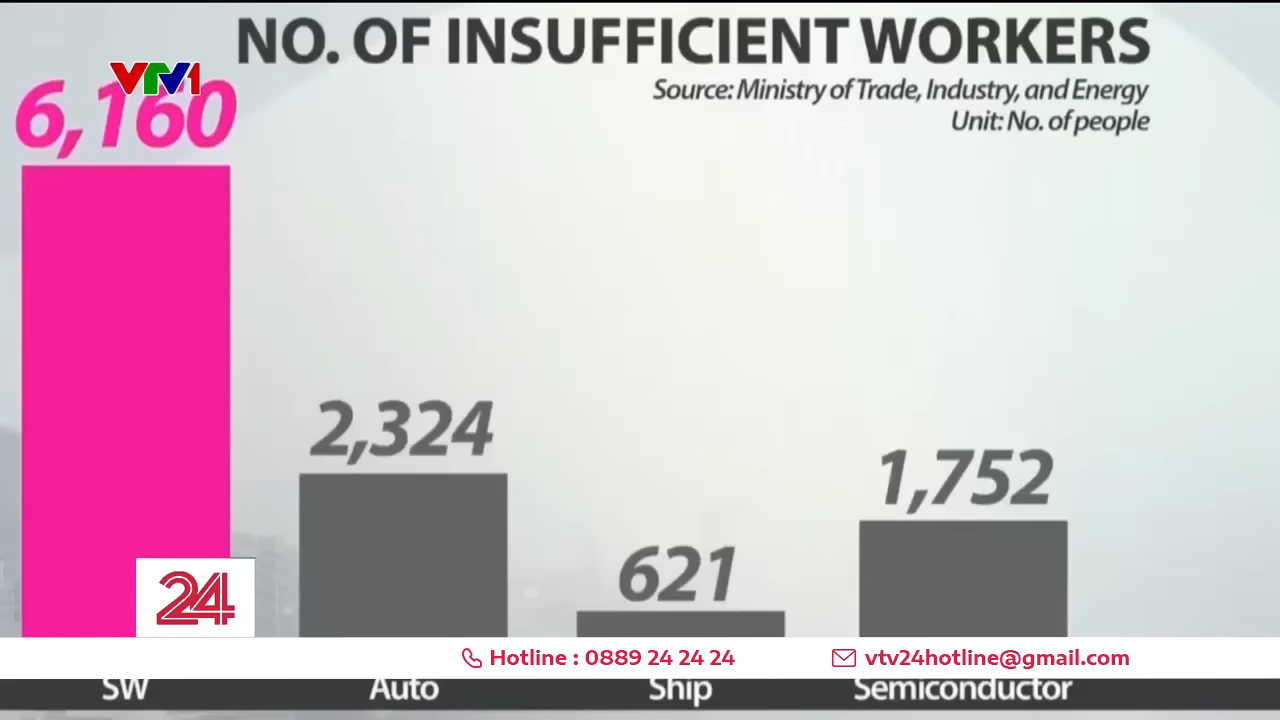 NO. OF INSUFFICIENT WORKERS
Source: Ministry of Trade, Industry, and Energy
Unit: No. of people
VTV1
6,160
2,324
621
1,752
24
Hotline : 0889 24 24 24
vtv24hotline@gmail.com
SW
Auto
Ship
Semiconductor